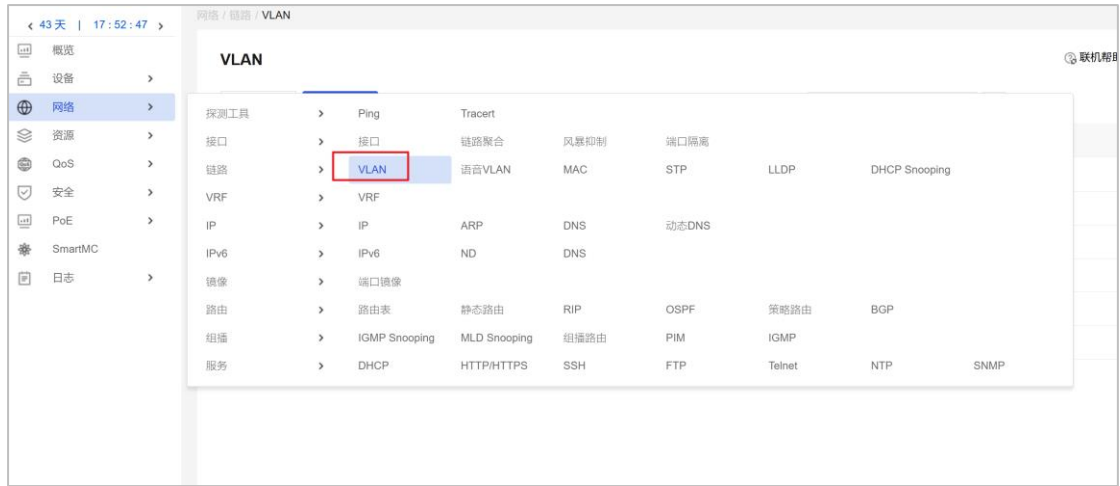 43天 | 17:52:47
概览
设备
网络
资源
QoS
安全
PoE
SmartMC
日志
网络 / 链路 / VLAN
VLAN
联机帮助
探测工具 Ping Tracert
接口 接口 链路聚合 风暴抑制 端口隔离
链路 VLAN 语音VLAN MAC STP LLDP DHCP Snooping
VRF VRF
IP IP ARP DNS 动态DNS
IPv6 IPv6 ND DNS
镜像 端口镜像
路由 路由表 静态路由 RIP OSPF 策略路由 BGP
组播 IGMP Snooping MLD Snooping 组播路由 PIM IGMP
服务 DHCP HTTP/HTTPS SSH FTP Telnet NTP SNMP